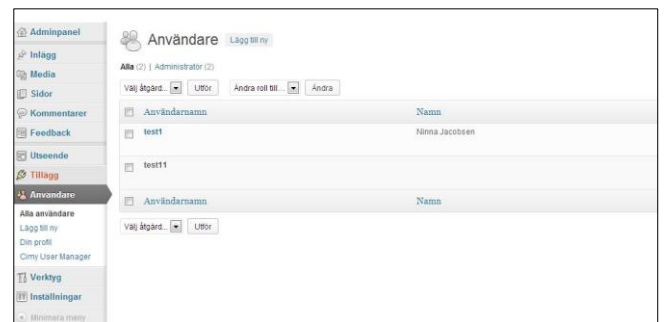 Adminpanel
Inlägg
Media
Sidor
Kommentarer
Feedback
Utseende
Tillägg
Användare
Alla användare
Lägg till ny
Din profil
Cimy User Manager
Verktyg
Inställningar
Minimera meny
Användare Lägg till ny
Alla (2) | Administratör (2)
Välj åtgärd... Utför Ändra roll till... Ändra
Användarnamn Namn
test1 Ninna Jacobsen
test11
Användarnamn Namn
Välj åtgärd... Utför